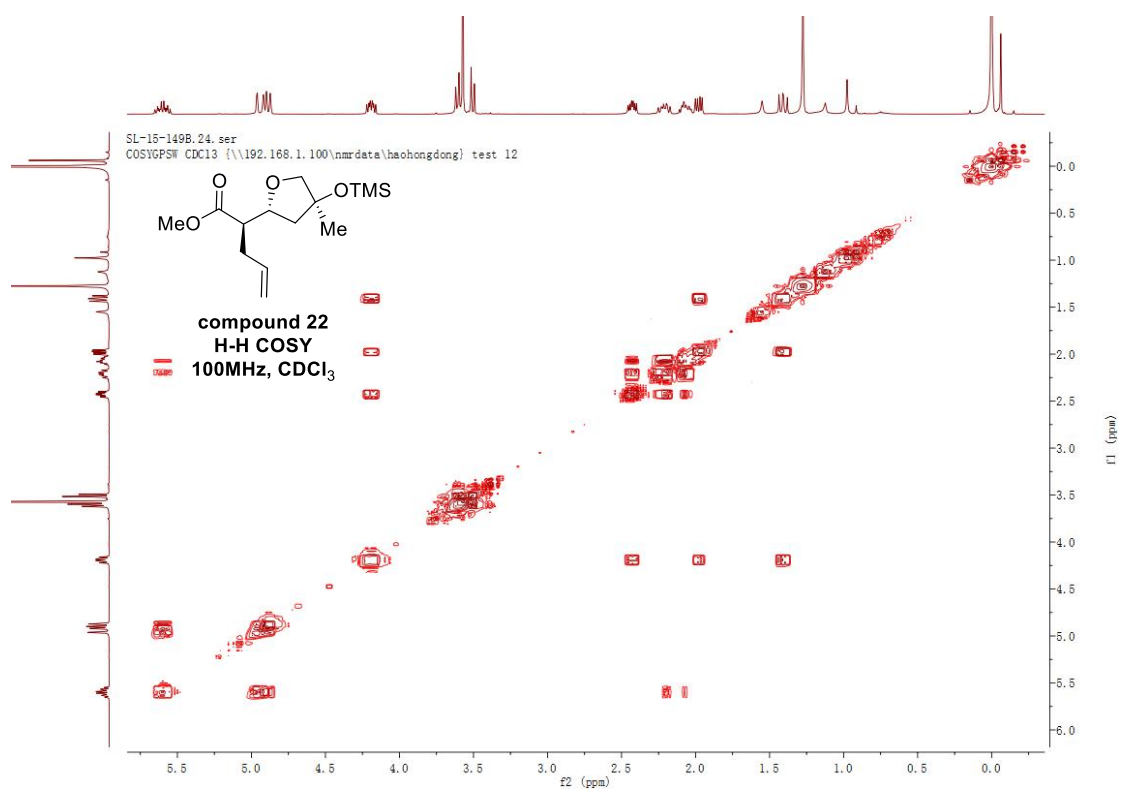 SL-15-149B.24.ser
COSYGPSW CDCl3 {\\192.168.1.100\nmrdata\haohongdong} test 12
O
O
OTMS
MeO
Me
compound 22
H-H COSY
100MHz, CDCl3
0.0
0.5
1.0
1.5
2.0
2.5
3.0
3.5
4.0
4.5
5.0
5.5
6.0
f1 (ppm)
5.5 5.0 4.5 4.0 3.5 3.0 2.5 2.0 1.5 1.0 0.5 0.0
f2 (ppm)